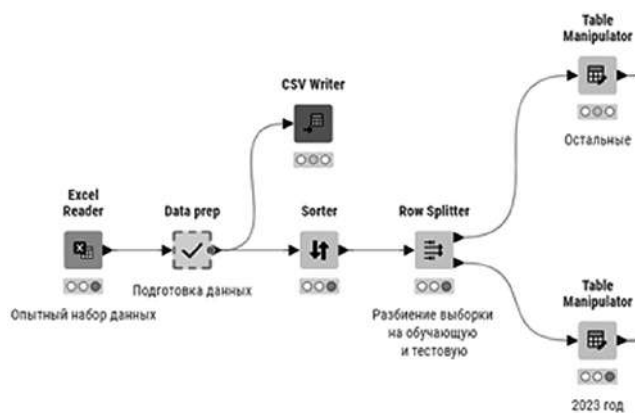 Table
Manipulator
Остальные
CSV Writer
Excel
Reader
Опытный набор данных
Data prep
Подготовка данных
Sorter
Row Splitter
Разбиение выборки
на обучающую
и тестовую
Table
Manipulator
2023 год